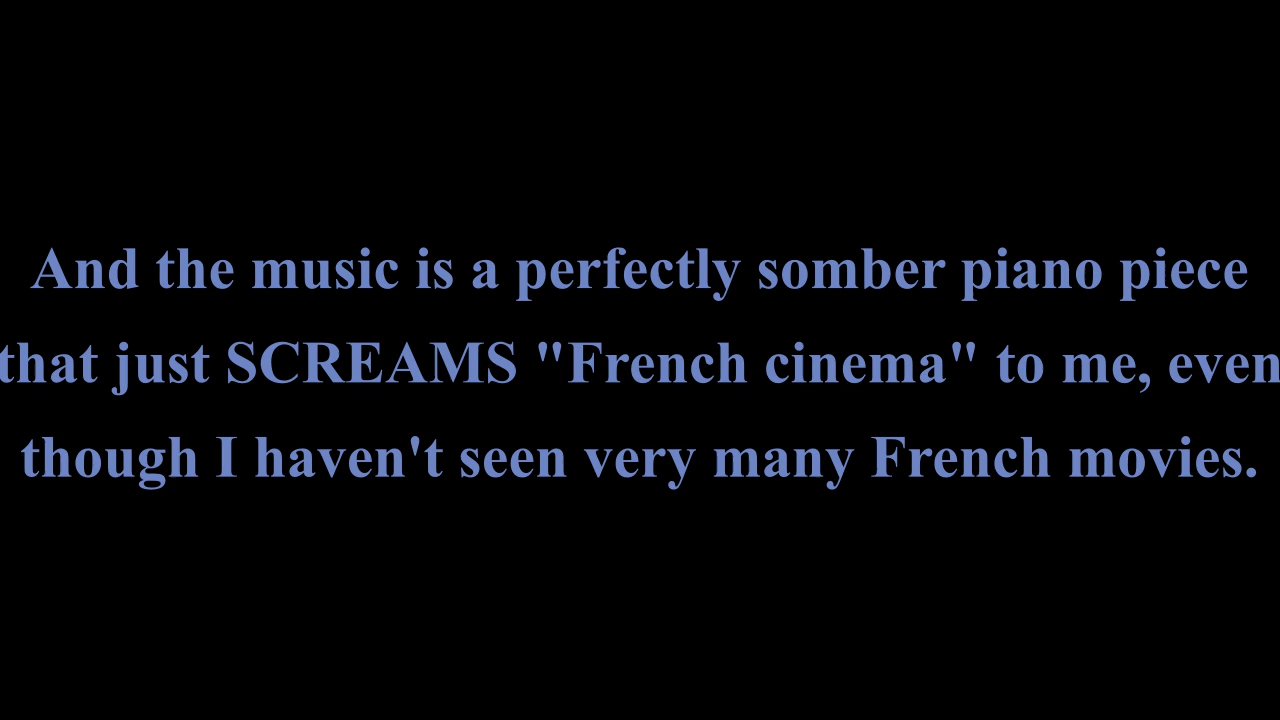 And the music is a perfectly somber piano piece
that just SCREAMS "French cinema" to me, even
though I haven't seen very many French movies.